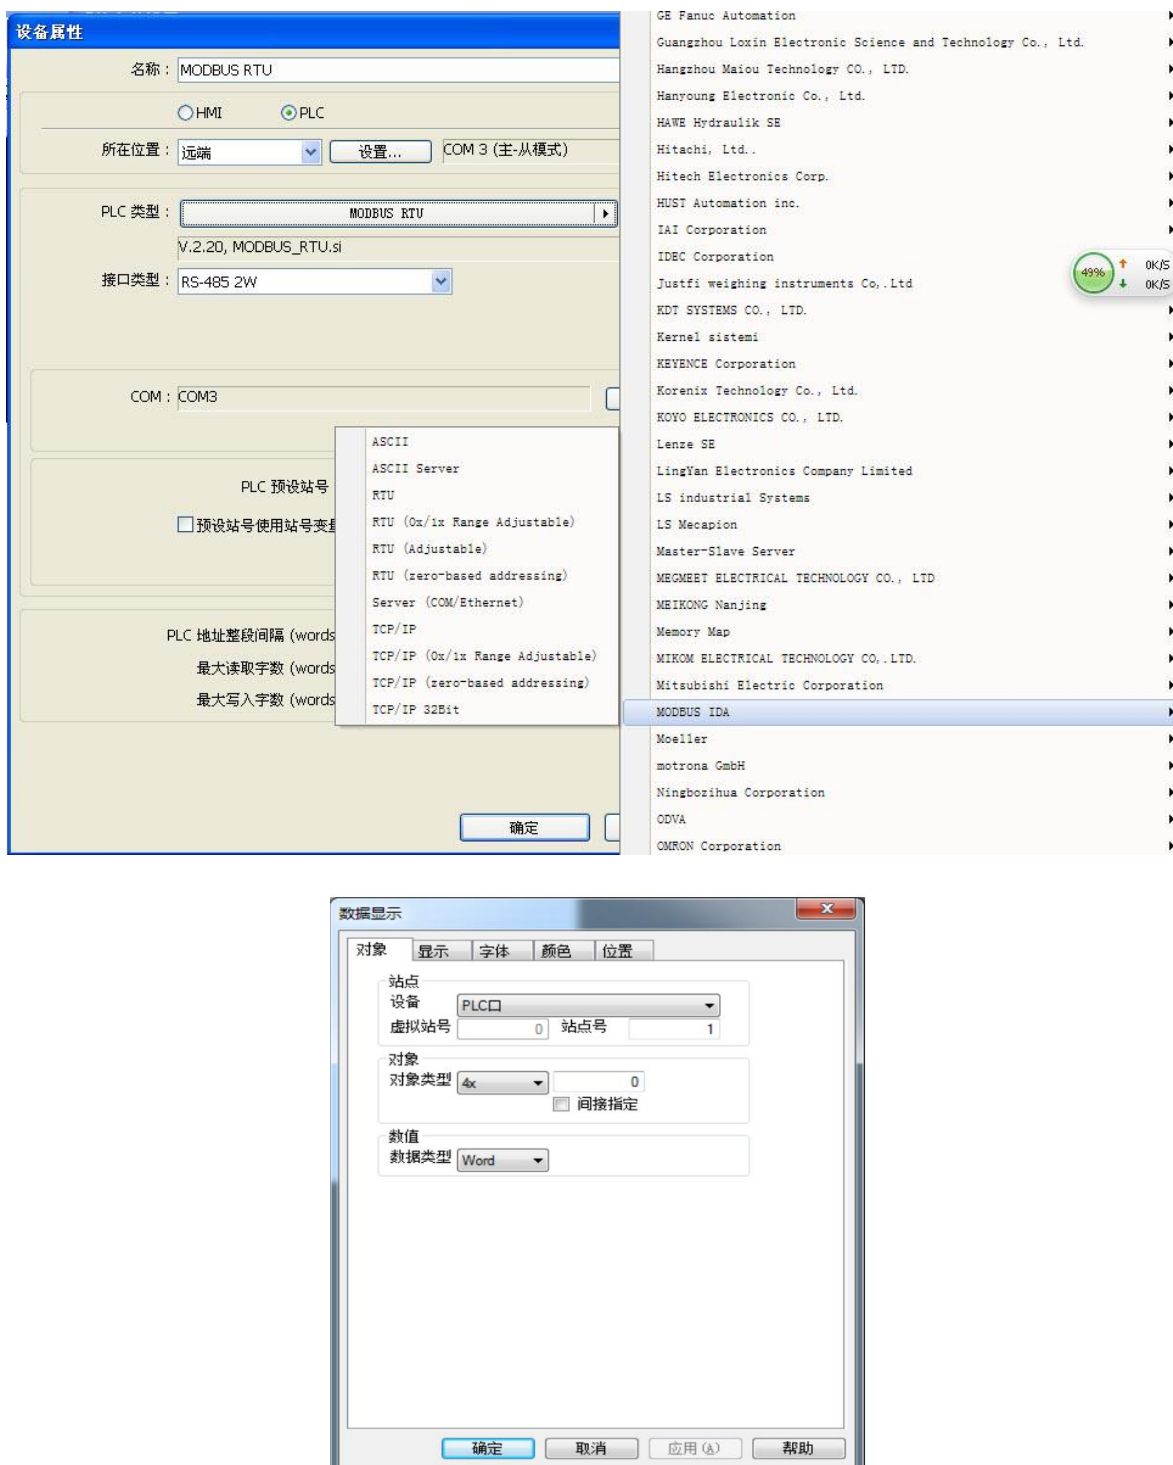 设备属性
名称： MODBUS RTU
HMI PLC
所在位置： 远端 设置... COM 3 (主-从模式)
PLC 类型： MODBUS RTU
V.2.20, MODBUS_RTU.si
接口类型： RS-485 2W
COM： COM3
PLC 预设站号
预设站号使用站号变量
PLC 地址整段间隔 (words
最大读取字数 (words
最大写入字数 (words
确定
ASCII
ASCII Server
RTU
RTU (0x/1x Range Adjustable)
RTU (Adjustable)
RTU (zero-based addressing)
Server (COM/Ethernet)
TCP/IP
TCP/IP (0x/1x Range Adjustable)
TCP/IP (zero-based addressing)
TCP/IP 32Bit
GE Fanuc Automation
Guangzhou Loxin Electronic Science and Technology Co., Ltd.
Hangzhou Maiou Technology CO., LTD.
Hanyoung Electronic Co., Ltd.
HAWE Hydraulik SE
Hitachi, Ltd..
Hitech Electronics Corp.
HUST Automation inc.
IAI Corporation
IDEC Corporation
Justfi weighing instruments Co,.Ltd
KDT SYSTEMS CO., LTD.
Kernel sistemi
KEYENCE Corporation
Korenix Technology Co., Ltd.
KOYO ELECTRONICS CO., LTD.
Lenze SE
LingYan Electronics Company Limited
LS industrial Systems
LS Mecapion
Master-Slave Server
MEGMEET ELECTRICAL TECHNOLOGY CO., LTD
MEIKONG Nanjing
Memory Map
MIKOM ELECTRICAL TECHNOLOGY CO,.LTD.
Mitsubishi Electric Corporation
MODBUS IDA
Moeller
motrona GmbH
Ningbozihua Corporation
ODVA
OMRON Corporation
49% 0K/S
0K/S
数据显示
对象 显示 字体 颜色 位置
站点
设备 PLC口
虚拟站号 0 站点号 1
对象
对象类型 4x 0
间接指定
数值
数据类型 Word
确定 取消 应用(A) 帮助